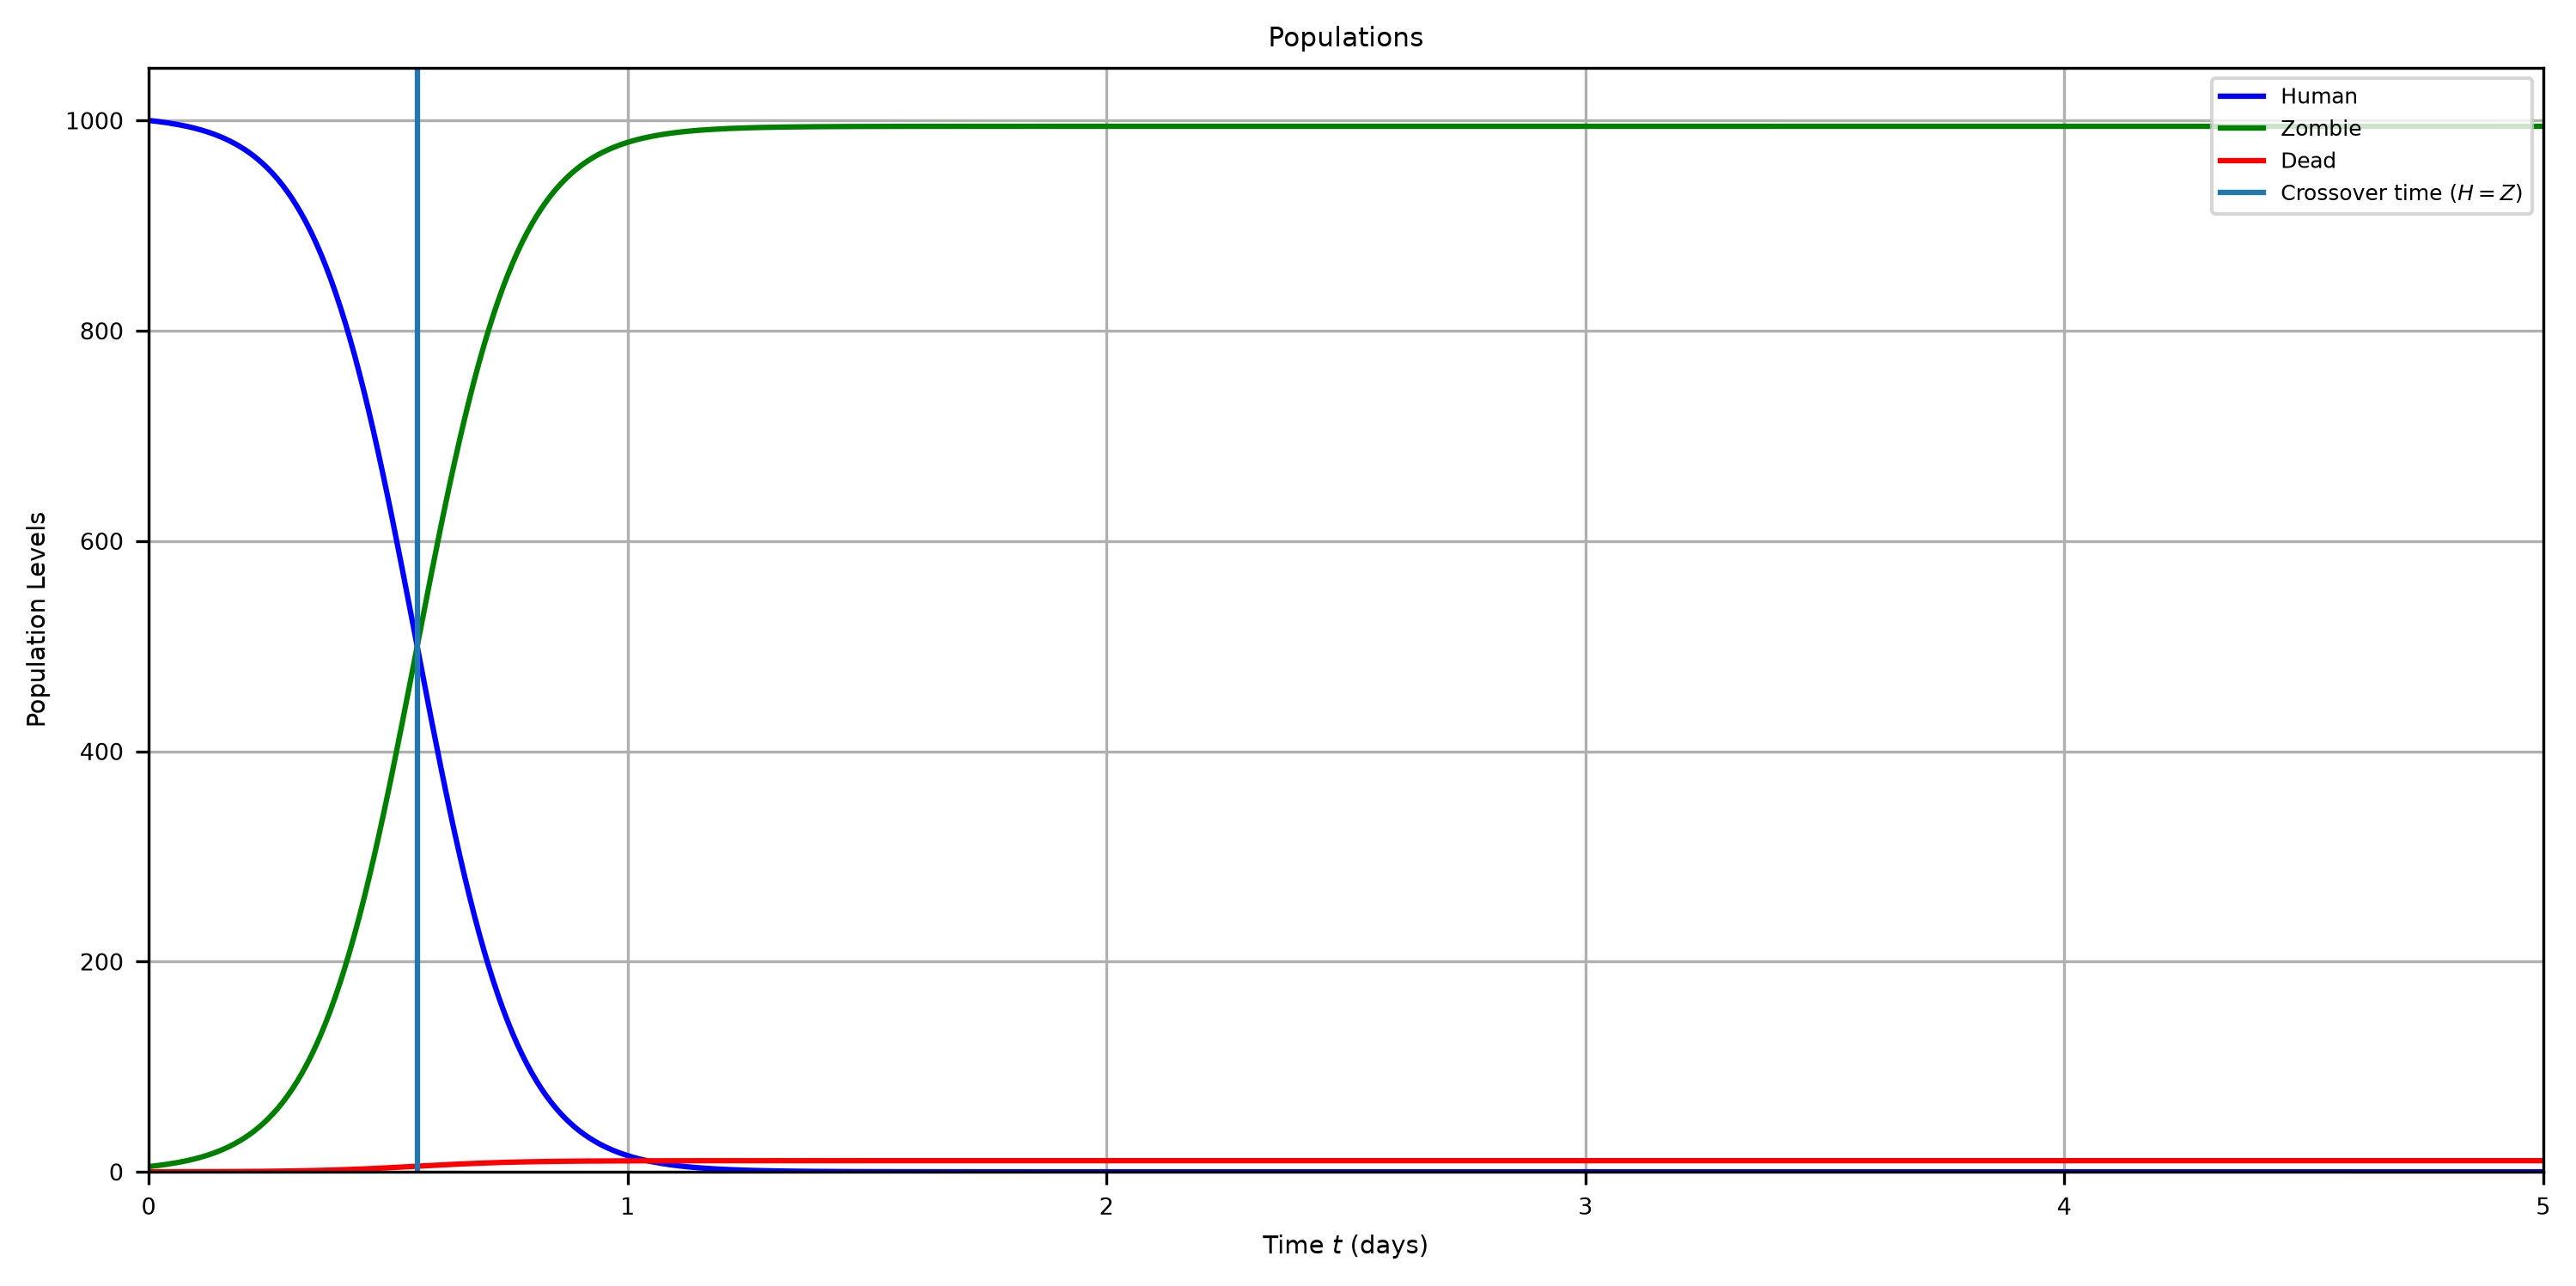 Populations
Human
Zombie
Dead
Crossover time (H = Z)
Population Levels
1000
800
600
400
200
0
0 1 2 3 4 5
Time t (days)